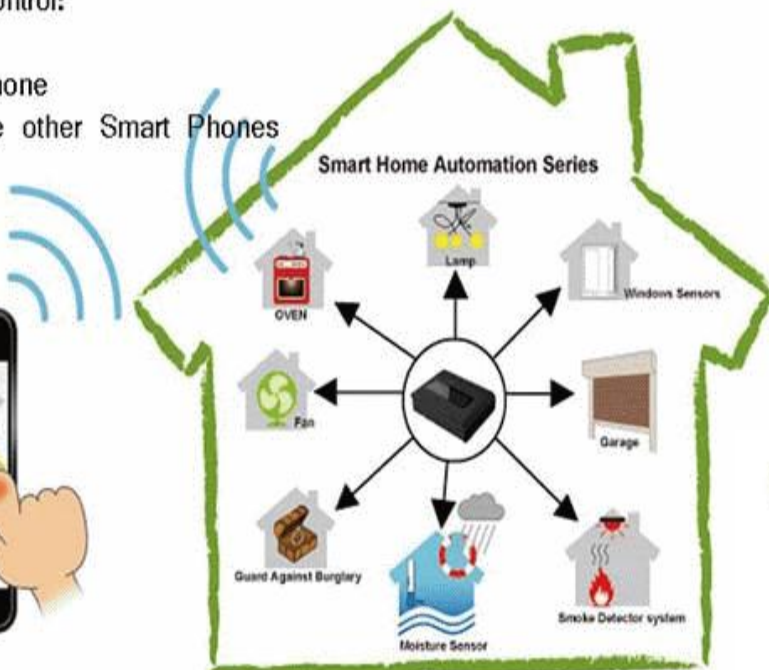 hone
other Smart Phones
Smart Home Automation Series
Lamp
OVEN
Windows Sensors
Fan
Garage
Guard Against Burglary
Moisture Sensor
Smoke Detector system